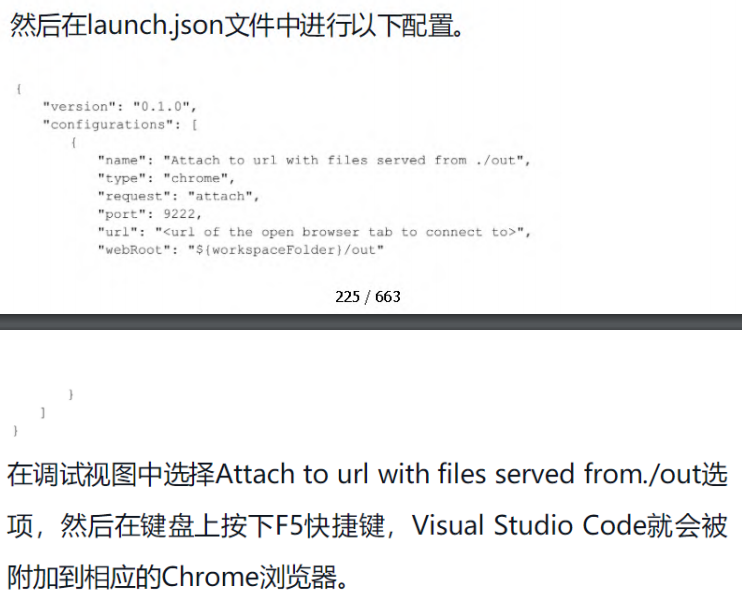 然后在launch.json文件中进行以下配置。
{
"version": "0.1.0",
"configurations": [
{
"name": "Attach to url with files served from ./out",
"type": "chrome",
"request": "attach",
"port": 9222,
"url": "<url of the open browser tab to connect to>",
"webRoot": "${workspaceFolder}/out"
225 / 663
}
]
}
在调试视图中选择Attach to url with files served from./out选
项，然后在键盘上按下F5快捷键，Visual Studio Code就会被
附加到相应的Chrome浏览器。